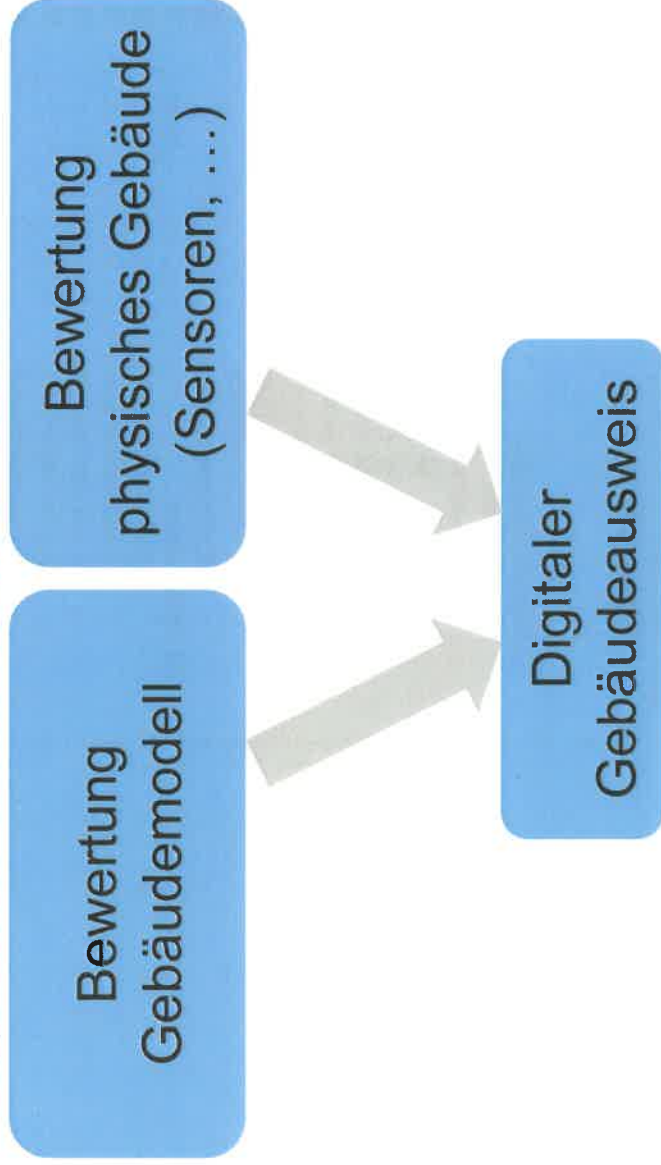 Bewertung
Gebäudemodell
Bewertung
physisches Gebäude
(Sensoren, …)
Digitaler
Gebäudeausweis